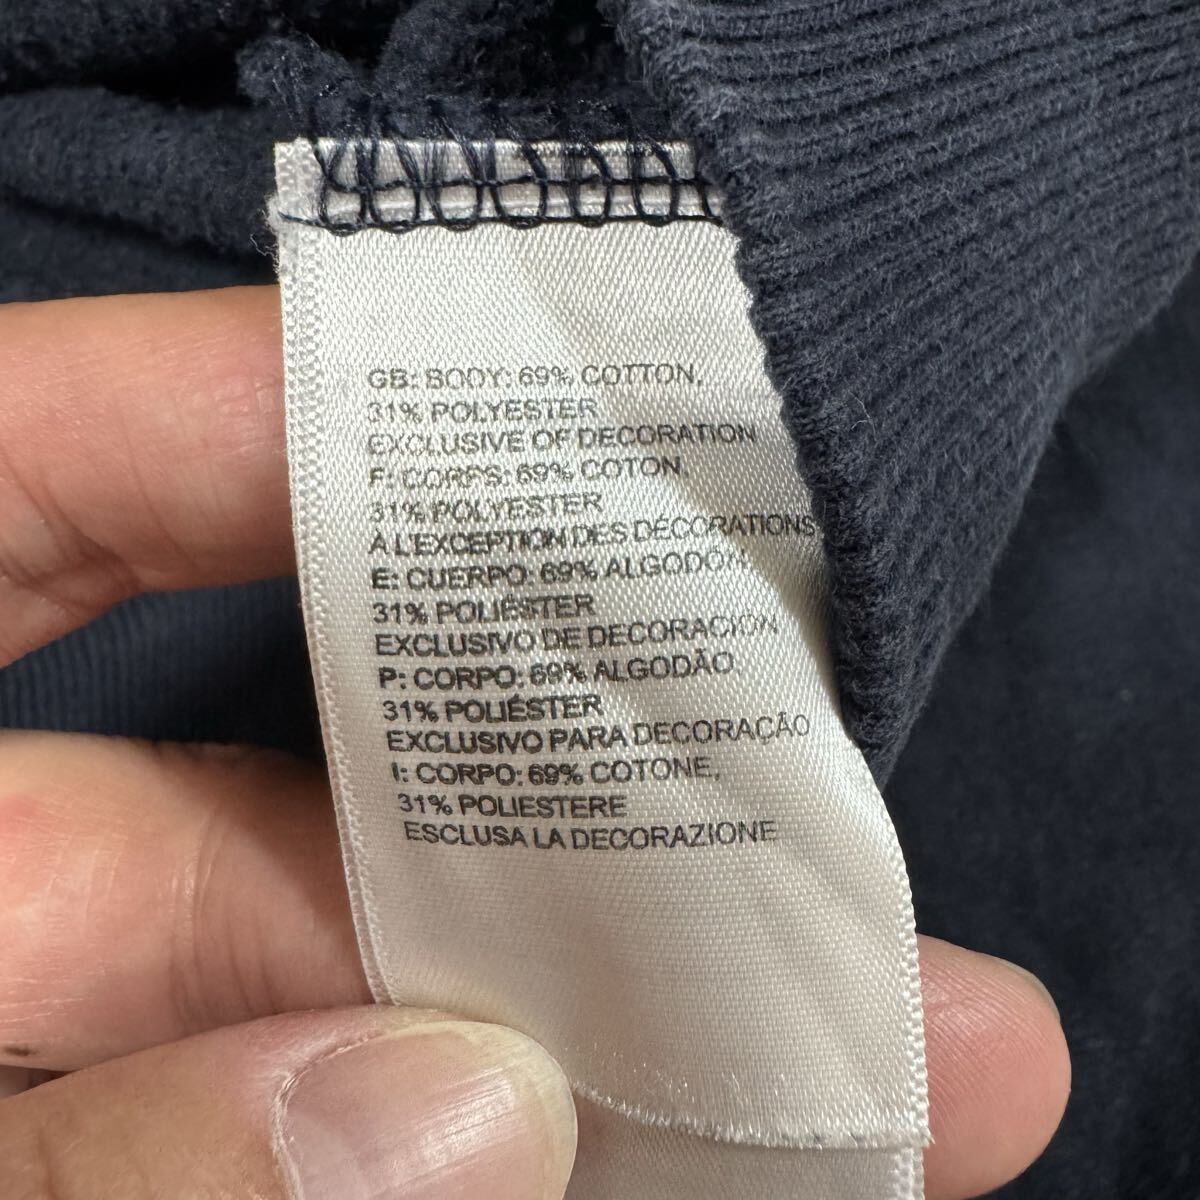 GB: BODY: 69% COTTON,
31% POLYESTER
EXCLUSIVE OF DECORATION
F: CORPS: 69% COTON,
31% POLYESTER
À L'EXCEPTION DES DÉCORATIONS
E: CUERPO: 69% ALGODÓN
31% POLIÉSTER
EXCLUSIVO DE DECORACIÓN
P: CORPO: 69% ALGODÃO
31% POLIÉSTER
EXCLUSIVO PARA DECORAÇÃO
I: CORPO: 69% COTONE,
31% POLIESTERE
ESCLUSA LA DECORAZIONE